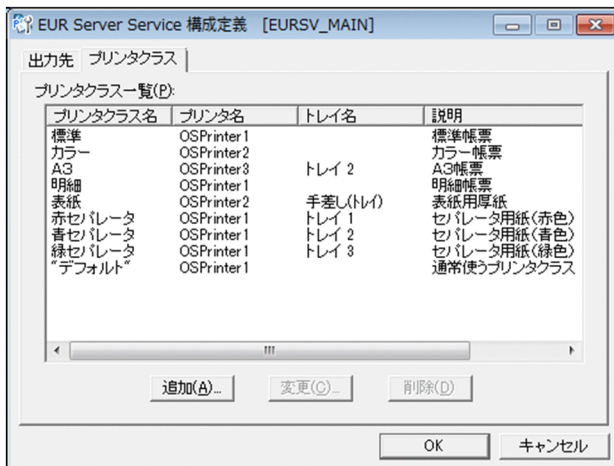 EUR Server Service 構成定義 [EURSV_MAIN]
出力先 プリンタクラス
プリンタクラス一覧(P):
プリンタクラス名 プリンタ名 トレイ名 説明
標準 OSPrinter1 標準帳票
カラー OSPrinter2 カラー帳票
A3 OSPrinter3 トレイ 2 A3帳票
明細 OSPrinter1 明細帳票
表紙 OSPrinter2 手差し(トレイ) 表紙用厚紙
赤セパレータ OSPrinter1 トレイ 1 セパレータ用紙(赤色)
青セパレータ OSPrinter1 トレイ 2 セパレータ用紙(青色)
緑セパレータ OSPrinter1 トレイ 3 セパレータ用紙(緑色)
"デフォルト" OSPrinter1 通常使うプリンタクラス
追加(A)... 変更(C)... 削除(D)
OK キャンセル